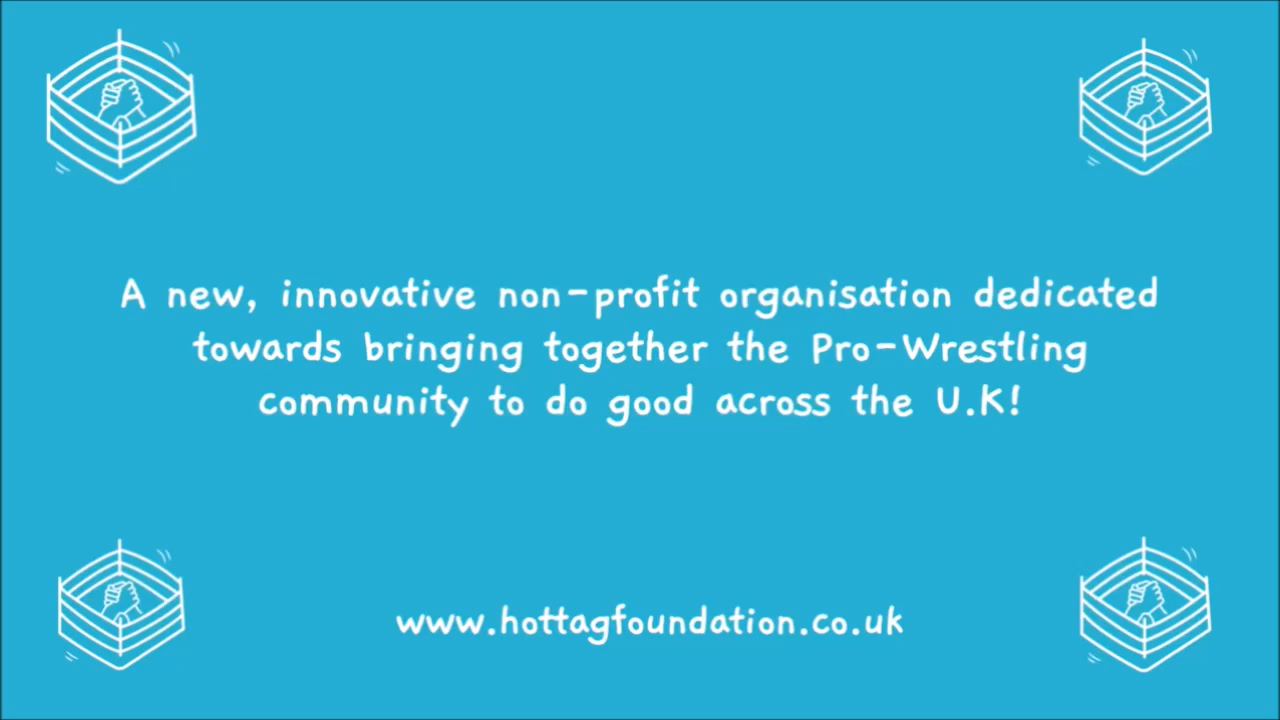 A new, innovative non-profit organisation dedicated
towards bringing together the Pro-Wrestling
community to do good across the U.K!
www.hottagfoundation.co.uk